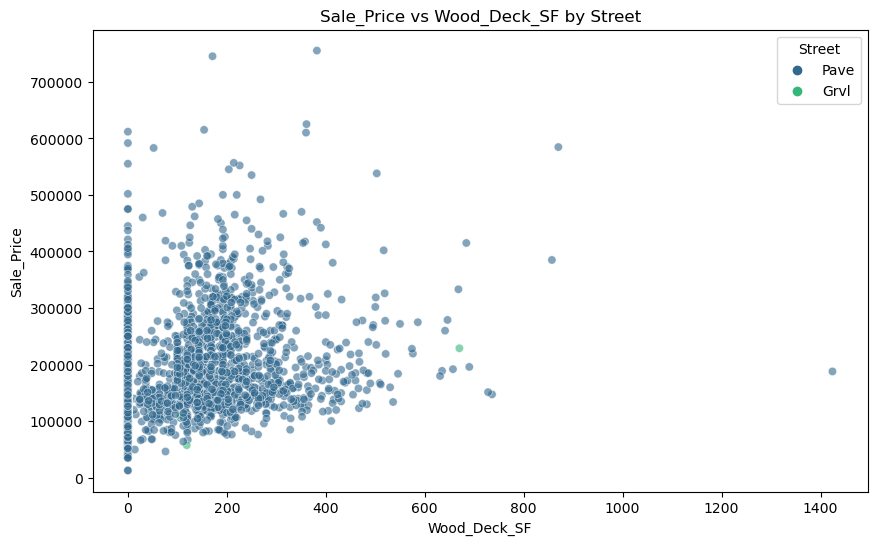 Sale_Price vs Wood_Deck_SF by Street
Street
Pave
Grvl
Sale_Price
700000
600000
500000
400000
300000
200000
100000
0
0 200 400 600 800 1000 1200 1400
Wood_Deck_SF